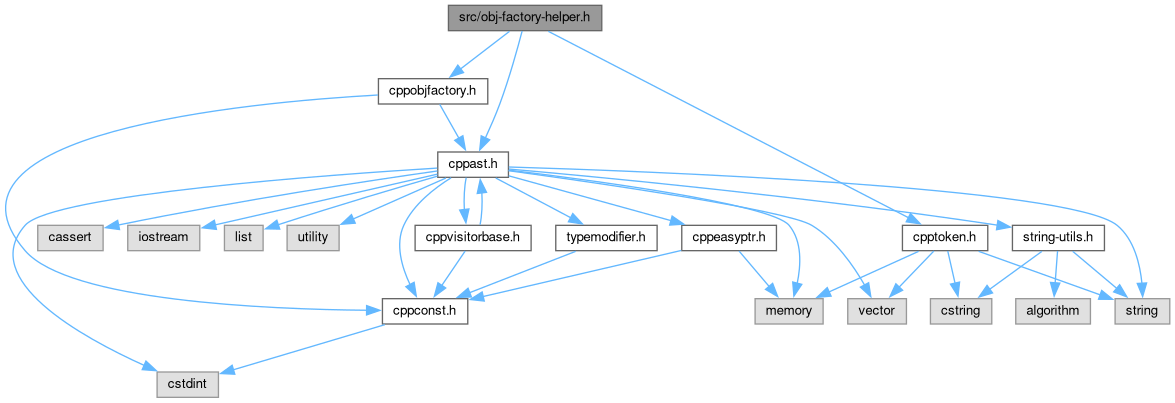 src/obj-factory-helper.h
cppobjfactory.h
cppast.h
cassert
iostream
list
utility
cppvisitorbase.h
typemodifier.h
cppeasyptr.h
cpptoken.h
string-utils.h
cppconst.h
memory
vector
cstring
algorithm
string
cstdint